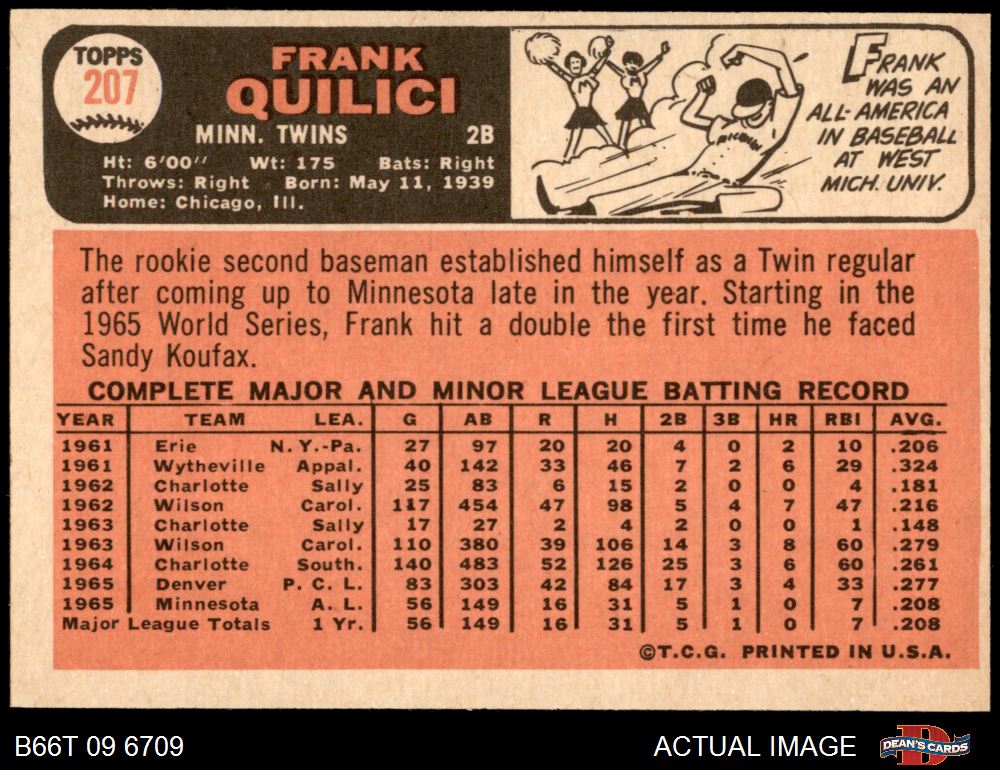 TOPPS
207
FRANK
QUILICI
MINN. TWINS 2B
Ht: 6'00'' Wt: 175 Bats: Right
Throws: Right Born: May 11, 1939
Home: Chicago, Ill.
FRANK
WAS AN
ALL-AMERICA
IN BASEBALL
AT WEST
MICH. UNIV.
M
M
MICHIGAN
The rookie second baseman established himself as a Twin regular
after coming up to Minnesota late in the year. Starting in the
1965 World Series, Frank hit a double the first time he faced
Sandy Koufax.
COMPLETE MAJOR AND MINOR LEAGUE BATTING RECORD
YEAR TEAM LEA. G AB R H 2B 3B HR RBI AVG.
1961 Erie N.Y.-Pa. 27 97 20 20 4 0 2 10 .206
1961 Wytheville Appal. 40 142 33 46 7 2 6 29 .324
1962 Charlotte Sally 25 83 6 15 2 0 0 4 .181
1962 Wilson Carol. 117 454 47 98 5 4 7 47 .216
1963 Charlotte Sally 17 27 2 4 2 0 0 1 .148
1963 Wilson Carol. 110 380 39 106 14 3 8 60 .279
1964 Charlotte South. 140 483 52 126 25 3 6 60 .261
1965 Denver P.C.L. 83 303 42 84 17 3 4 33 .277
1965 Minnesota A.L. 56 149 16 31 5 1 0 7 .208
Major League Totals 1 Yr. 56 149 16 31 5 1 0 7 .208
©T.C.G. PRINTED IN U.S.A.
B66T 09 6709
ACTUAL IMAGE
D
DEAN'S CARDS